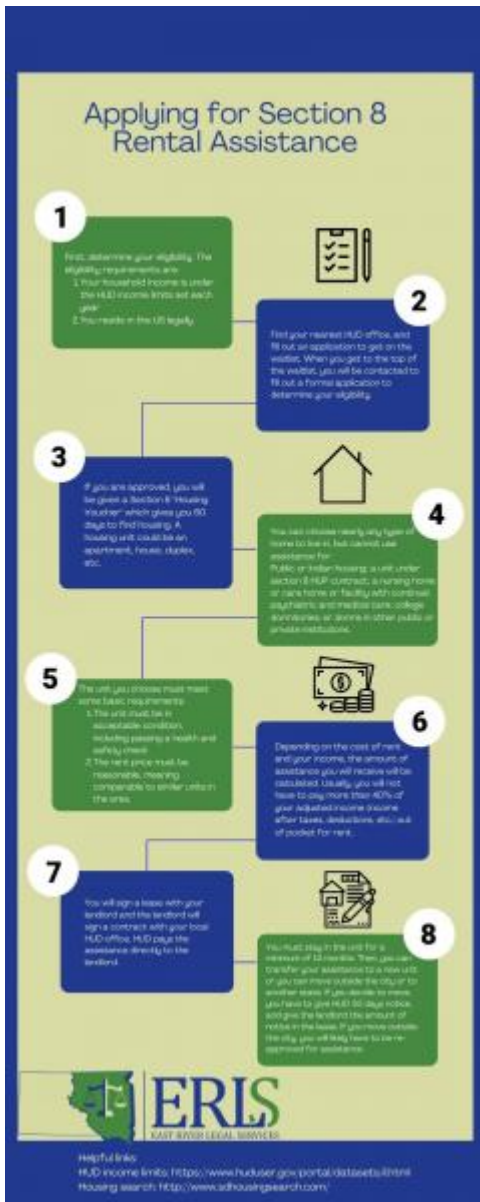 Applying for Section 8
Rental Assistance
1
First, determine your eligibility. The
eligibility requirements are:
1. Your household income is under
the HUD income limits set each
year
2. You reside in the US legally
2
Find your nearest HUD office, and
fill out an application to get on the
waitlist. When you get to the top of
the waitlist, you will be contacted to
fill out a formal application to
determine your eligibility.
3
If you are approved, you will
be given a Section 8 "Housing
Voucher" which gives you
days to find housing. A
housing unit could be an
apartment, house, duplex,
etc.
4
You can choose nearly any type of
home to live in, but cannot use
assistance for:
Public or Indian housing; a unit under
section 8 contract; a nursing home
or care home or facility with continual
psychiatric and medical care; college
dormitories; or dorms in other public or
private institutions.
5
The unit you choose must meet
some basic requirements:
1. The unit must be in
acceptable condition,
including passing a health and
safety check
2. The rent price must be
reasonable, meaning
comparable to similar units in
the area.
6
Depending on the cost of rent
and your income, the amount of
assistance you will receive will be
calculated. Usually, you will not
have to pay more than 40% of
your adjusted income (income
after taxes, deductions, etc.) out
of pocket for rent.
7
You will sign a lease with your
landlord and the landlord will
sign a contract with your local
HUD office. HUD pays the
assistance directly to the
landlord.
8
You must stay in the unit for a
minimum of 12 months. Then, you can
transfer your assistance to a new unit
or you can move outside the city or to
another state. If you decide to move,
you have to give HUD days notice,
and give the landlord the amount of
notice in the lease. If you move outside
the city, you will likely have to be re-
approved for assistance.
ERLS
EAST RIVER LEGAL SERVICES
Helpful links:
HUD income limits: https://www.huduser.gov/portal/datasets/il.html
Housing search: http://www.sdhousingsearch.com/